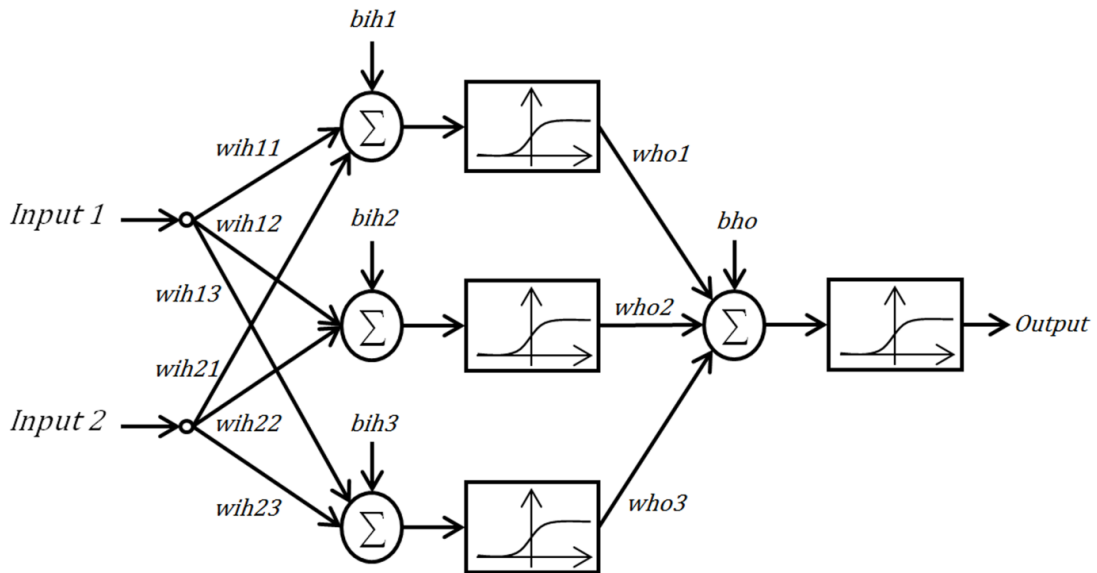 bih1
wih11
who1
Input 1
wih12
bih2
bho
wih13
who2
Output
wih21
Input 2
wih22
bih3
wih23
who3
Σ
Σ
Σ
Σ